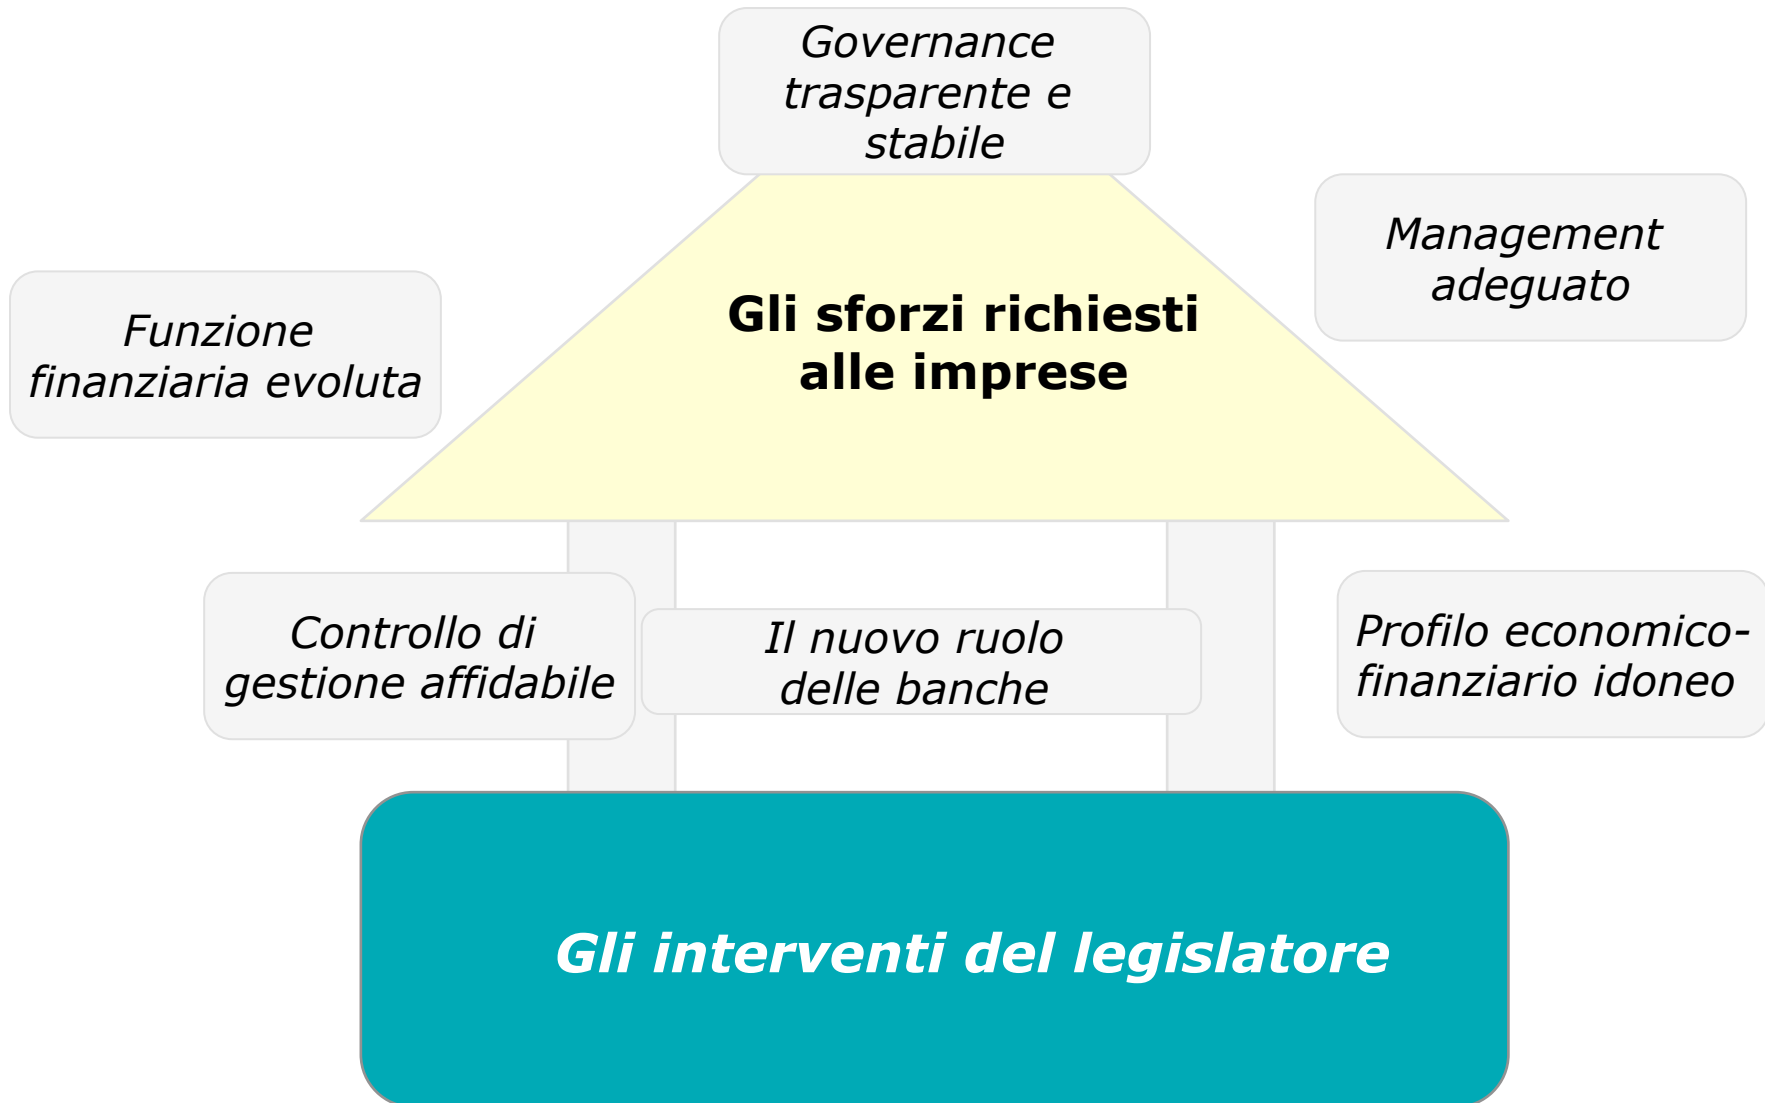 Governance
trasparente e
stabile
Management
adeguato
Funzione
finanziaria evoluta
Gli sforzi richiesti
alle imprese
Controllo di
gestione affidabile
Il nuovo ruolo
delle banche
Profilo economico-
finanziario idoneo
Gli interventi del legislatore